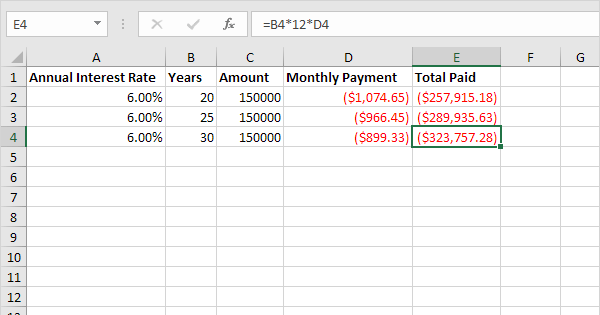 E4 fx =B4*12*D4
A B C D E F G
1 Annual Interest Rate Years Amount Monthly Payment Total Paid
2 6.00% 20 150000 ($1,074.65) ($257,915.18)
3 6.00% 25 150000 ($966.45) ($289,935.63)
4 6.00% 30 150000 ($899.33) ($323,757.28)
5
6
7
8
9
10
11
12